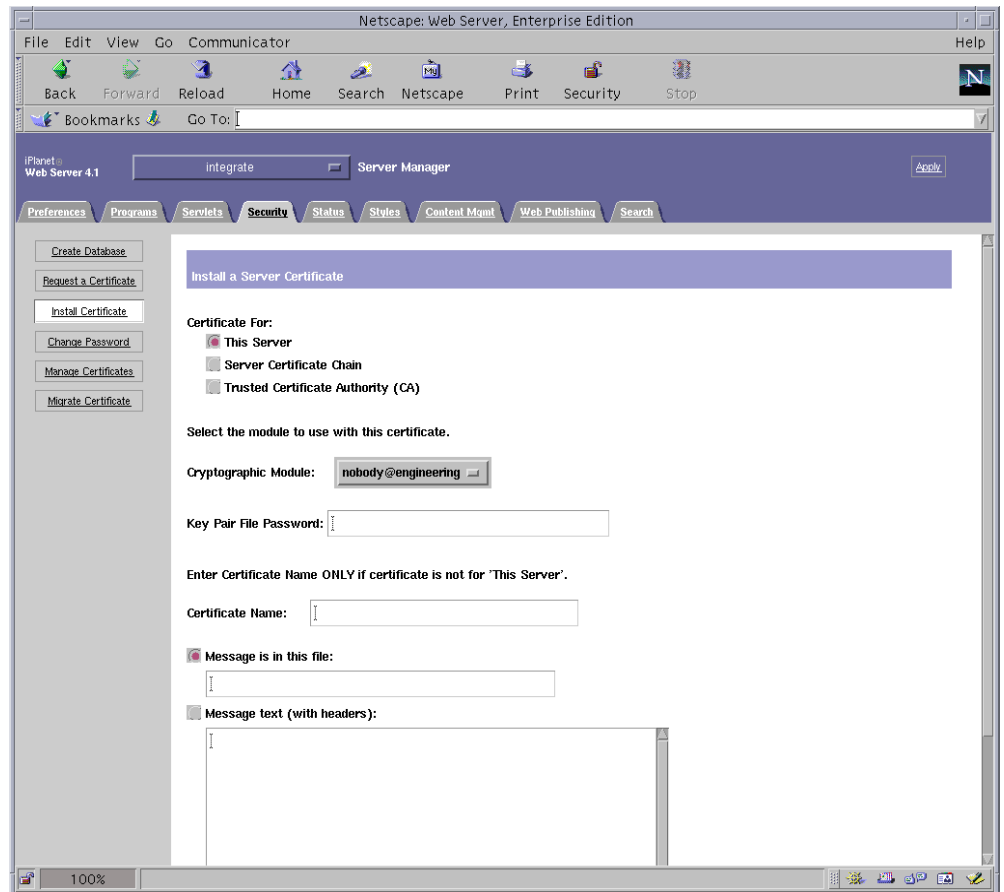 Netscape: Web Server, Enterprise Edition
File Edit View Go Communicator Help
Back Forward Reload Home Search Netscape Print Security Stop
My
N
Bookmarks Go To:
iPlanet
Web Server 4.1
integrate
Server Manager
Apply
Preferences Programs Servlets Security Status Styles Content Mgmt Web Publishing Search
Create Database
Request a Certificate
Install Certificate
Change Password
Manage Certificates
Migrate Certificate
Install a Server Certificate
Certificate For:
This Server
Server Certificate Chain
Trusted Certificate Authority (CA)
Select the module to use with this certificate.
Cryptographic Module: nobody@engineering
Key Pair File Password:
Enter Certificate Name ONLY if certificate is not for 'This Server'.
Certificate Name:
Message is in this file:
Message text (with headers):
100%